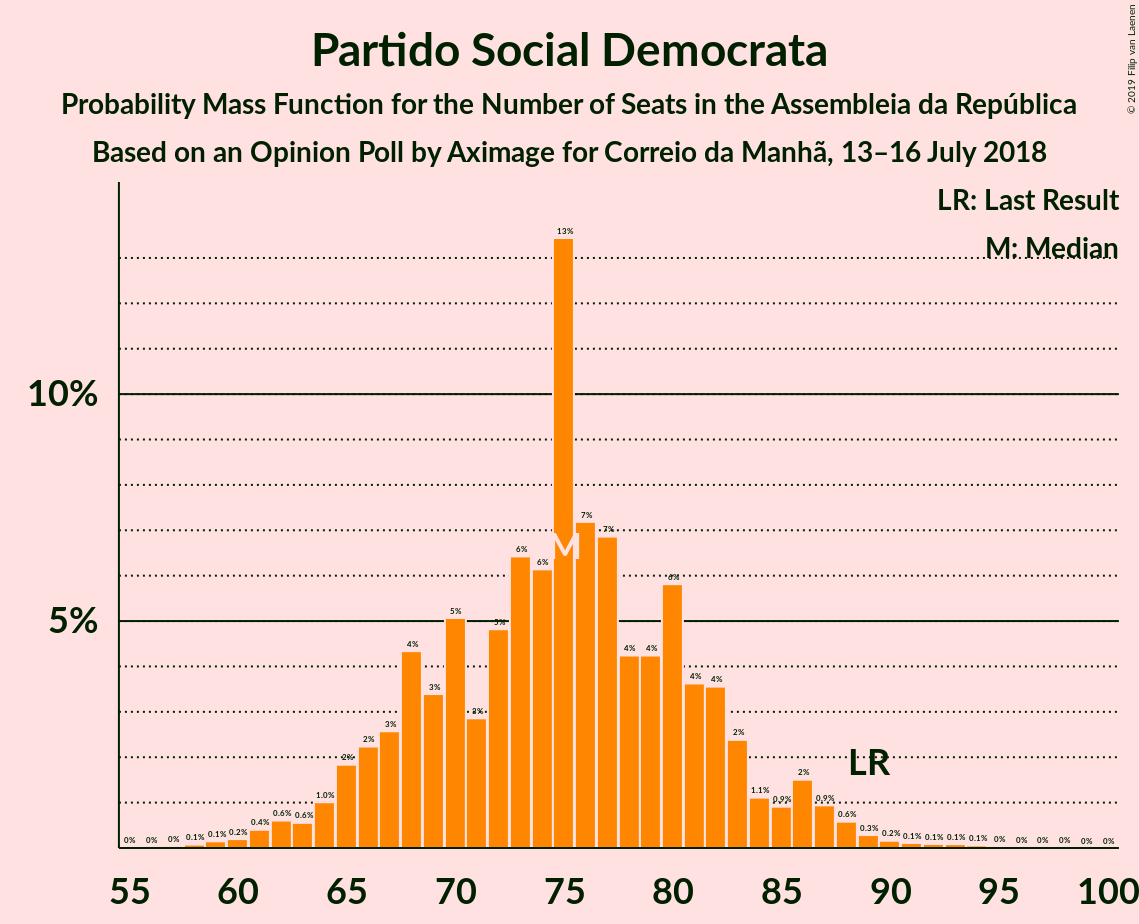 Partido Social Democrata
Probability Mass Function for the Number of Seats in the Assembleia da República
Based on an Opinion Poll by Aximage for Correio da Manhã, 13–16 July 2018
© 2019 Filip van Laenen
LR: Last Result
M: Median
10%
5%
0% 0% 0% 0.1% 0.1% 0.2% 0.4% 0.6% 0.6% 1.0% 2% 2% 3% 4% 3% 5% 3% 5% 6% 6% 13% 7% 7% 4% 4% 6% 4% 4% 2% 1.1% 0.9% 2% 0.9% 0.6% 0.3% 0.2% 0.1% 0.1% 0.1% 0.1% 0% 0% 0% 0% 0% 0%
M
LR
55 60 65 70 75 80 85 90 95 100